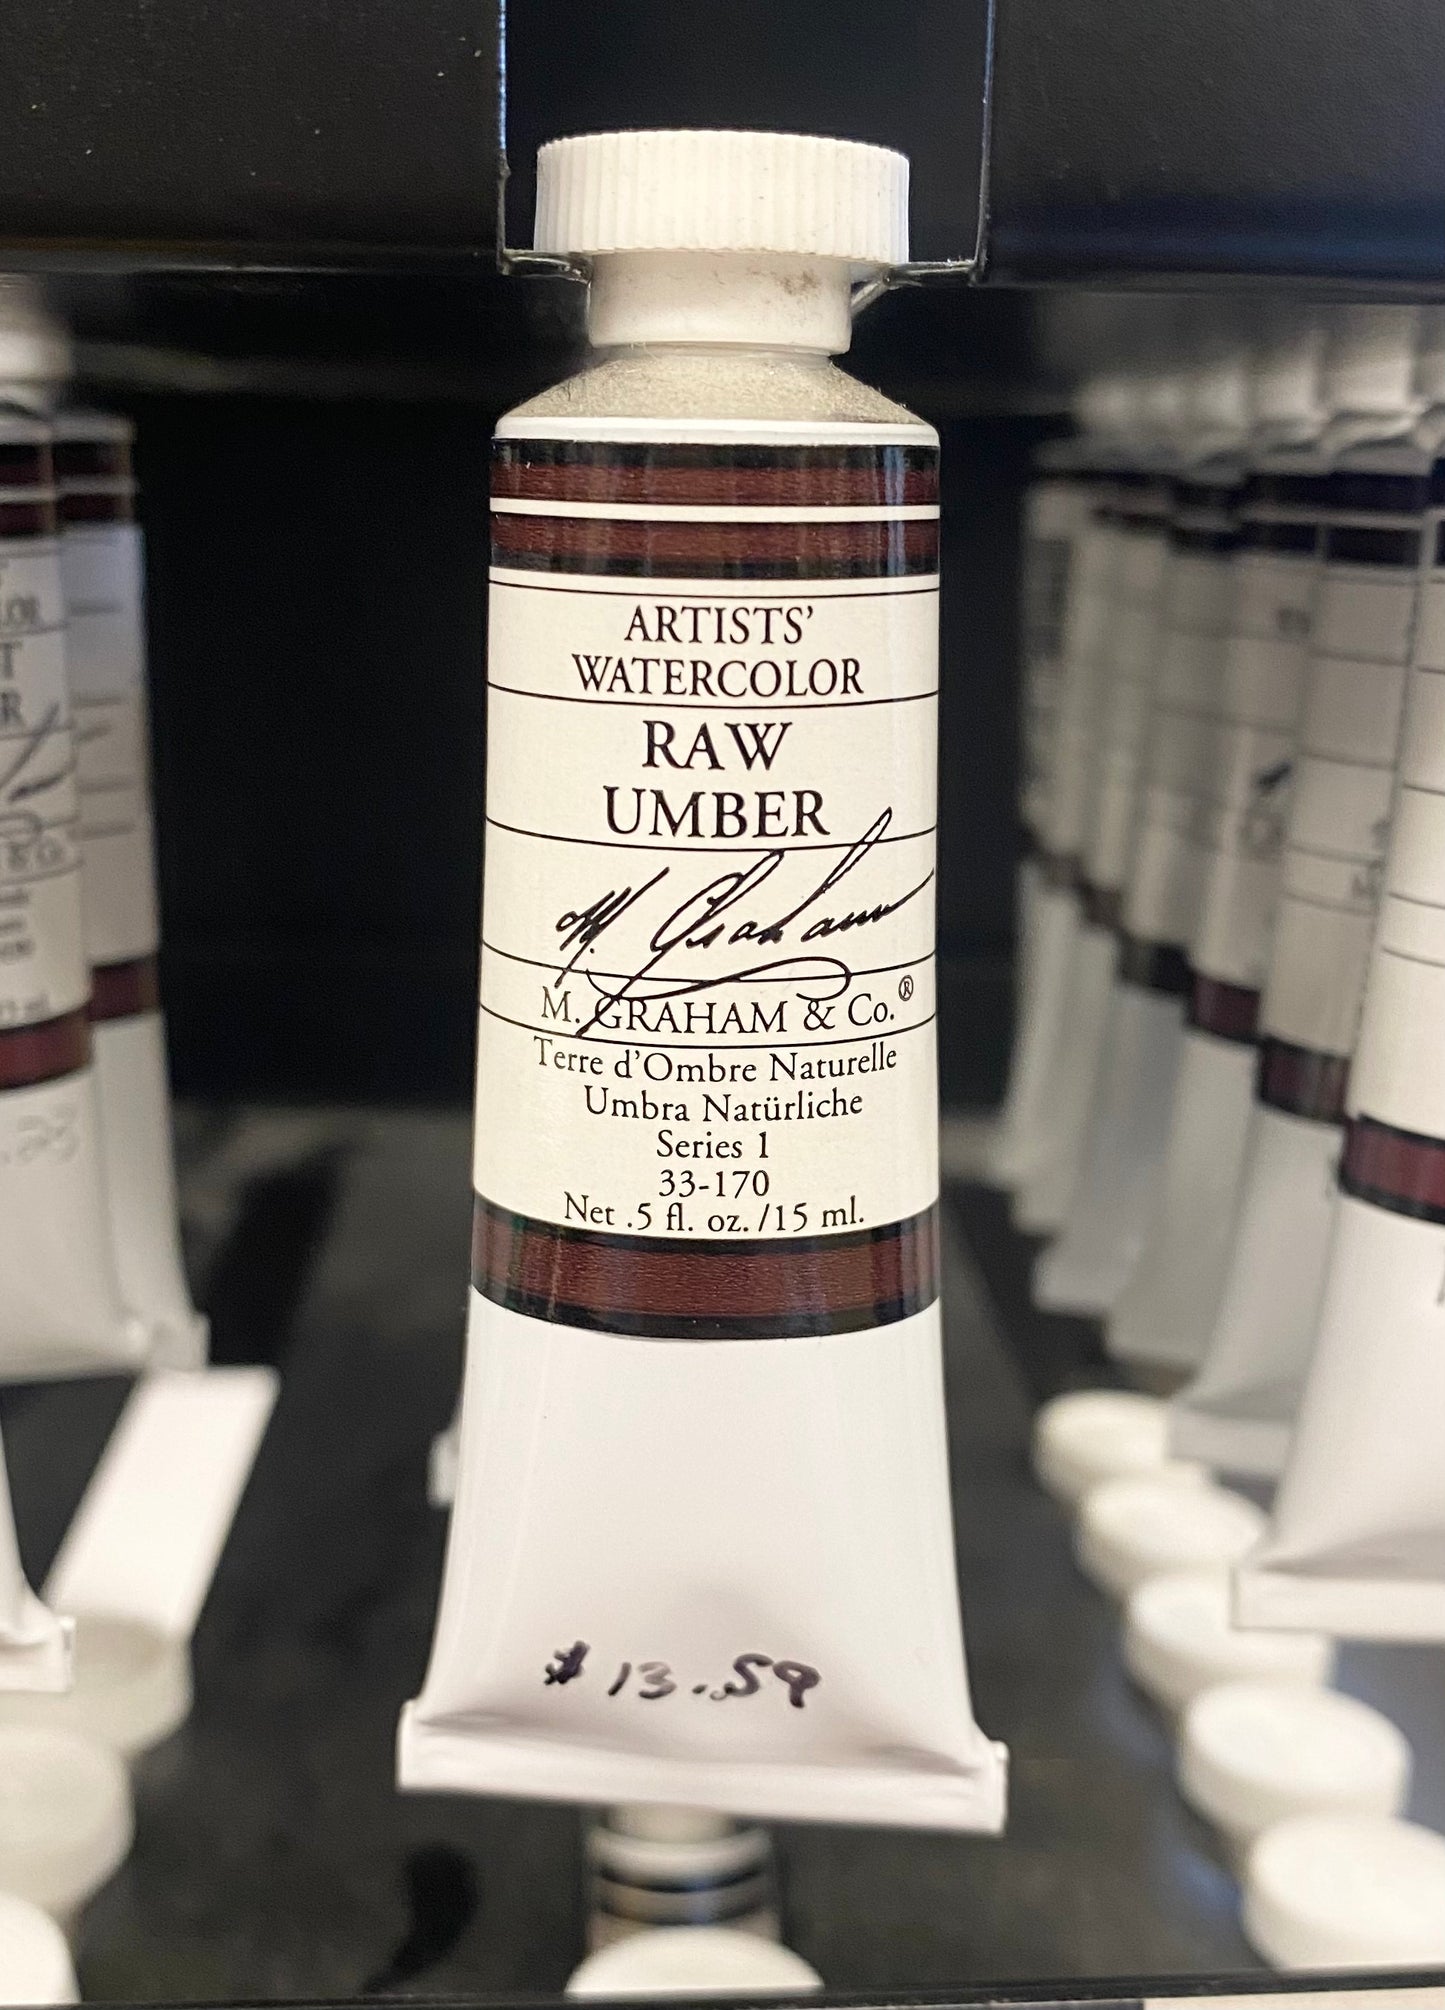 ARTISTS'
WATERCOLOR
RAW
UMBER
M. Graham
M. GRAHAM & Co.®
Terre d'Ombre Naturelle
Umbra Natürliche
Series 1
33-170
Net .5 fl. oz./15 ml.
$13.59